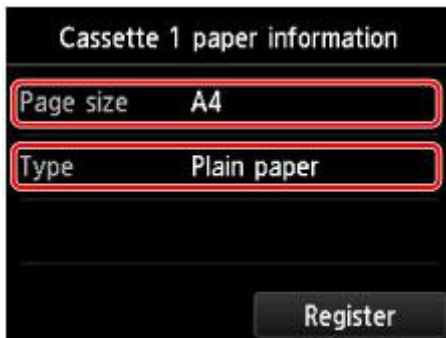 Cassette 1 paper information
Page size A4
Type Plain paper
Register